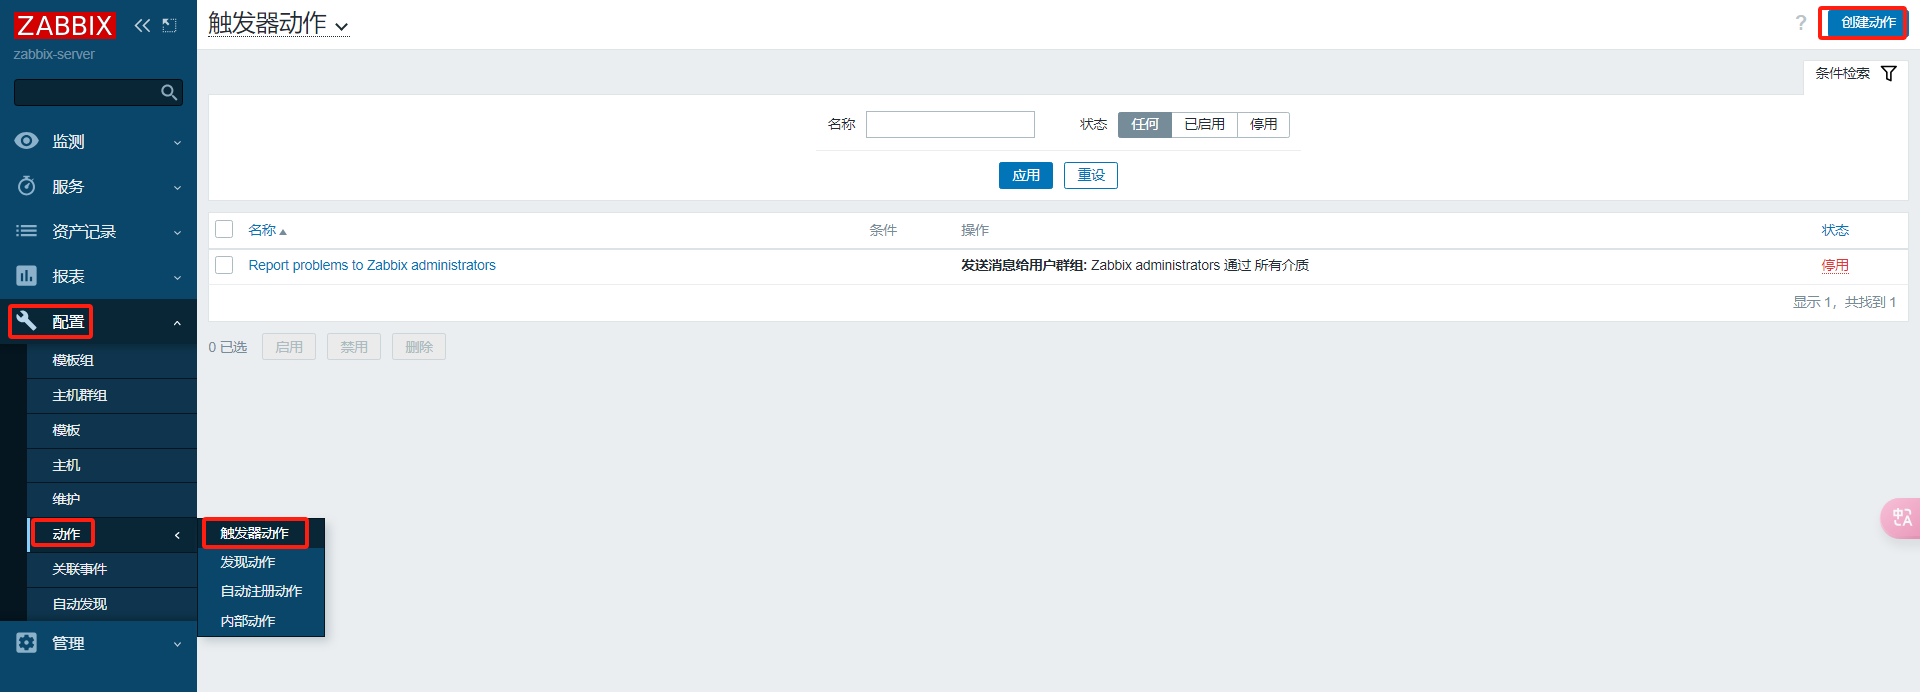 ZABBIX
zabbix-server
监测
服务
资产记录
报表
配置
模板组
主机群组
模板
主机
维护
动作
关联事件
自动发现
管理
触发器动作
发现动作
自动注册动作
内部动作
触发器动作
? 创建动作
条件检索
名称 状态 任何 已启用 停用
应用 重设
名称 条件 操作 状态
Report problems to Zabbix administrators 发送消息给用户群组: Zabbix administrators 通过 所有介质 停用
显示 1，共找到 1
0 已选 启用 禁用 删除
中A